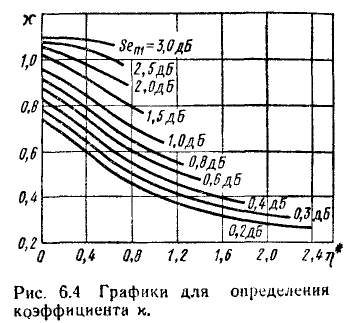 ϰ
Se_m1=3,0 дБ
1,0
2,5 дБ
2,0 дБ
0,8
1,5 дБ
1,0 дБ
0,6
0,8 дБ
0,6 дБ
0,4
0,4 дБ
0,3 дБ
0,2 дБ
0,2
0 0,4 0,8 1,2 1,6 2,0 2,4 η*
Рис. 6.4 Графики для определения
коэффициента ϰ.